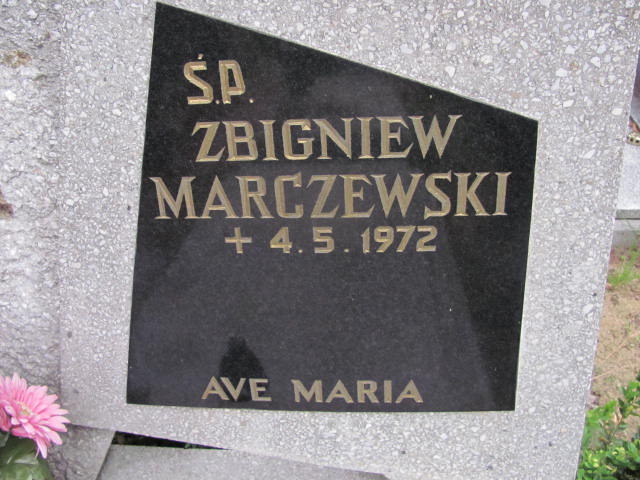 Ś.P.
ZBIGNIEW
MARCZEWSKI
+ 4.5.1972
AVE MARIA